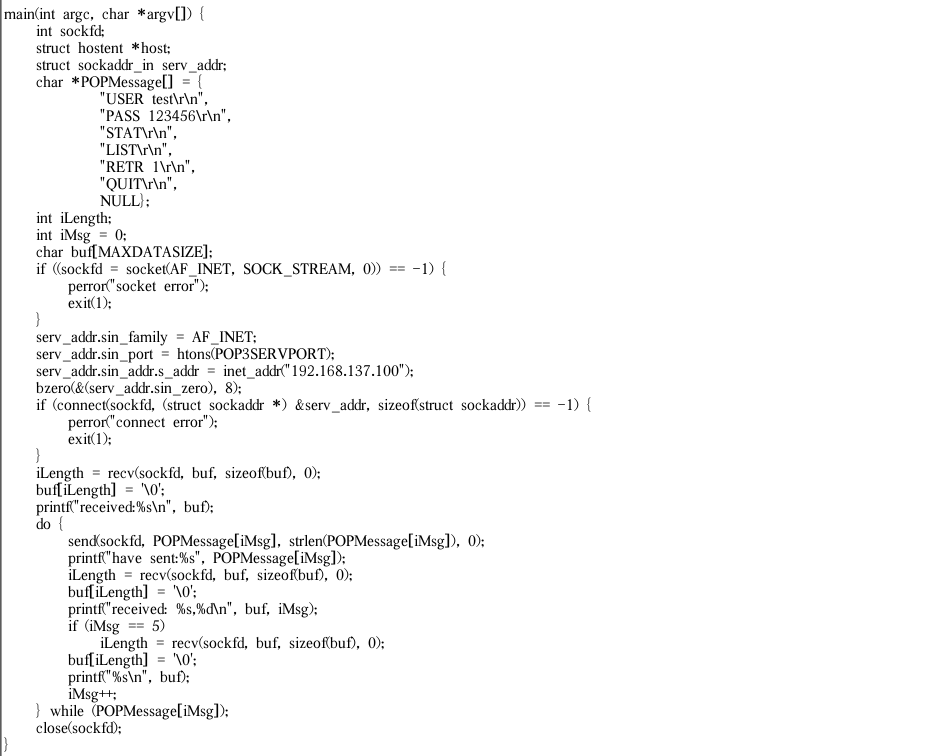 main(int argc, char *argv[]) {
int sockfd;
struct hostent *host;
struct sockaddr_in serv_addr;
char *POPMessage[] = {
"USER test\r\n",
"PASS 123456\r\n",
"STAT\r\n",
"LIST\r\n",
"RETR 1\r\n",
"QUIT\r\n",
NULL};
int iLength;
int iMsg = 0;
char buf[MAXDATASIZE];
if ((sockfd = socket(AF_INET, SOCK_STREAM, 0)) == -1) {
perror("socket error");
exit(1);
}
serv_addr.sin_family = AF_INET;
serv_addr.sin_port = htons(POP3SERVPORT);
serv_addr.sin_addr.s_addr = inet_addr("192.168.137.100");
bzero(&(serv_addr.sin_zero), 8);
if (connect(sockfd, (struct sockaddr *) &serv_addr, sizeof(struct sockaddr)) == -1) {
perror("connect error");
exit(1);
}
iLength = recv(sockfd, buf, sizeof(buf), 0);
buf[iLength] = '\0';
printf("received:%s\n", buf);
do {
send(sockfd, POPMessage[iMsg], strlen(POPMessage[iMsg]), 0);
printf("have sent:%s", POPMessage[iMsg]);
iLength = recv(sockfd, buf, sizeof(buf), 0);
buf[iLength] = '\0';
printf("received: %s,%d\n", buf, iMsg);
if (iMsg == 5)
iLength = recv(sockfd, buf, sizeof(buf), 0);
buf[iLength] = '\0';
printf("%s\n", buf);
iMsg++;
} while (POPMessage[iMsg]);
close(sockfd);
}